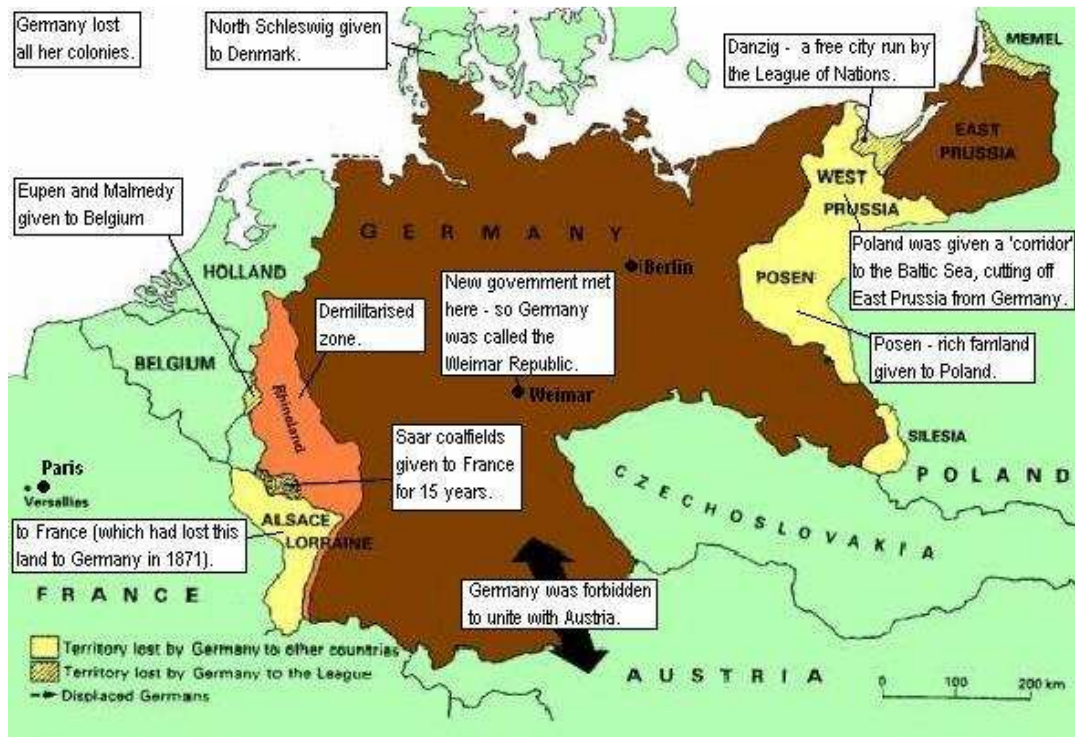 Germany lost
all her colonies.
North Schleswig given
to Denmark.
Danzig - a free city run by
the League of Nations.
MEMEL
EAST
PRUSSIA
WEST
PRUSSIA
Eupen and Malmedy
given to Belgium
GERMANY
HOLLAND
Berlin
POSEN
Poland was given a 'corridor'
to the Baltic Sea, cutting off
East Prussia from Germany.
New government met
here - so Germany
was called the
Weimar Republic.
Demilitarised
zone.
Posen - rich famland
given to Poland.
BELGIUM
Rhineland
Weimar
SILESIA
POLAND
Saar coalfields
given to France
for 15 years.
Paris
Versailles
CZECHOSLOVAKIA
ALSACE
LORRAINE
to France (which had lost this
land to Germany in 1871).
FRANCE
Germany was forbidden
to unite with Austria.
AUSTRIA
Territory lost by Germany to other countries
Territory lost by Germany to the League
Displaced Germans
0 100 200 km